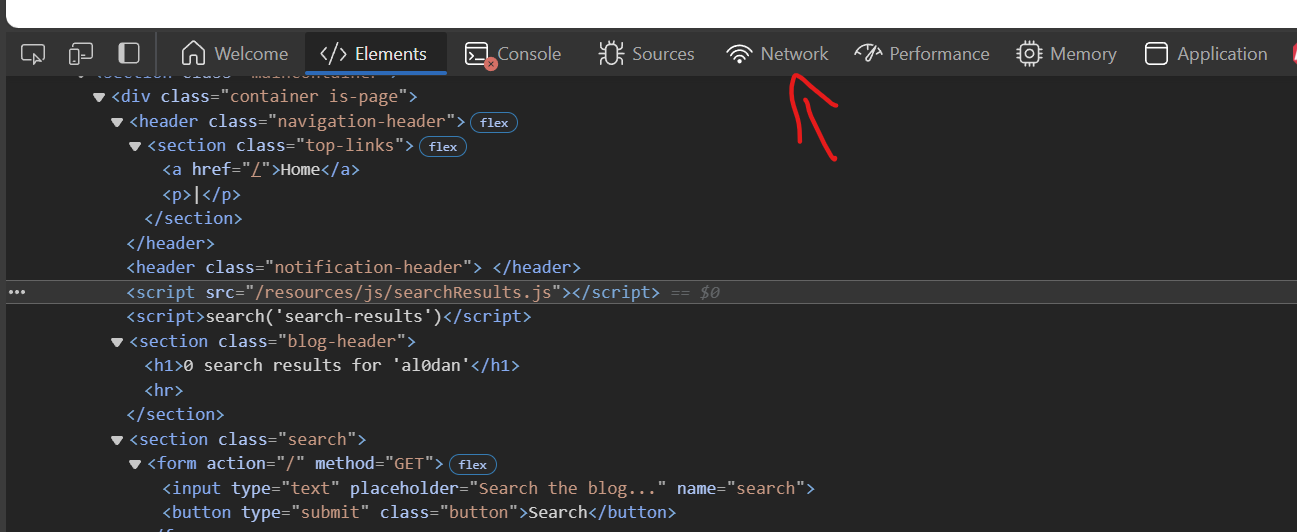 Welcome Elements Console Sources Network Performance Memory Application
<div class="container is-page">
<header class="navigation-header"> flex
<section class="top-links"> flex
<a href="/">Home</a>
<p>|</p>
</section>
</header>
<header class="notification-header"> </header>
<script src="/resources/js/searchResults.js"></script> == $0
<script>search('search-results')</script>
<section class="blog-header">
<h1>0 search results for 'al0dan'</h1>
<hr>
</section>
<section class="search">
<form action="/" method="GET"> flex
<input type="text" placeholder="Search the blog..." name="search">
<button type="submit" class="button">Search</button>